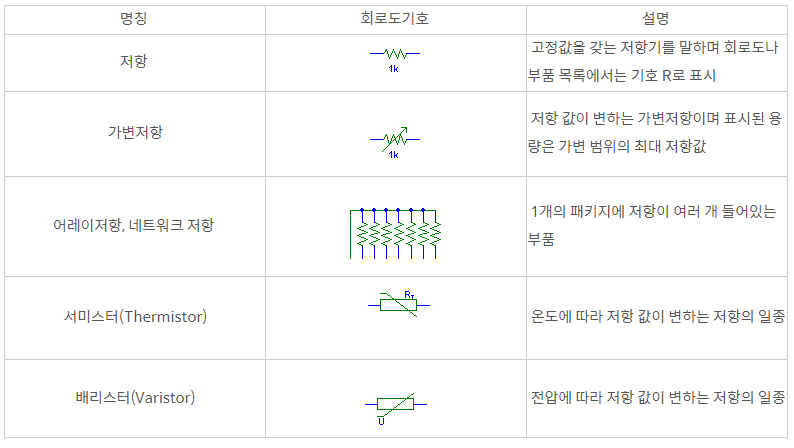 명칭
회로도기호
설명
저항
1k
고정값을 갖는 저항기를 말하며 회로도나
부품 목록에서는 기호 R로 표시
가변저항
1k
저항 값이 변하는 가변저항이며 표시된 용
량은 가변 범위의 최대 저항값
어레이저항, 네트워크 저항
1개의 패키지에 저항이 여러 개 들어있는
부품
서미스터(Thermistor)
RT
온도에 따라 저항 값이 변하는 저항의 일종
배리스터(Varistor)
U
전압에 따라 저항 값이 변하는 저항의 일종